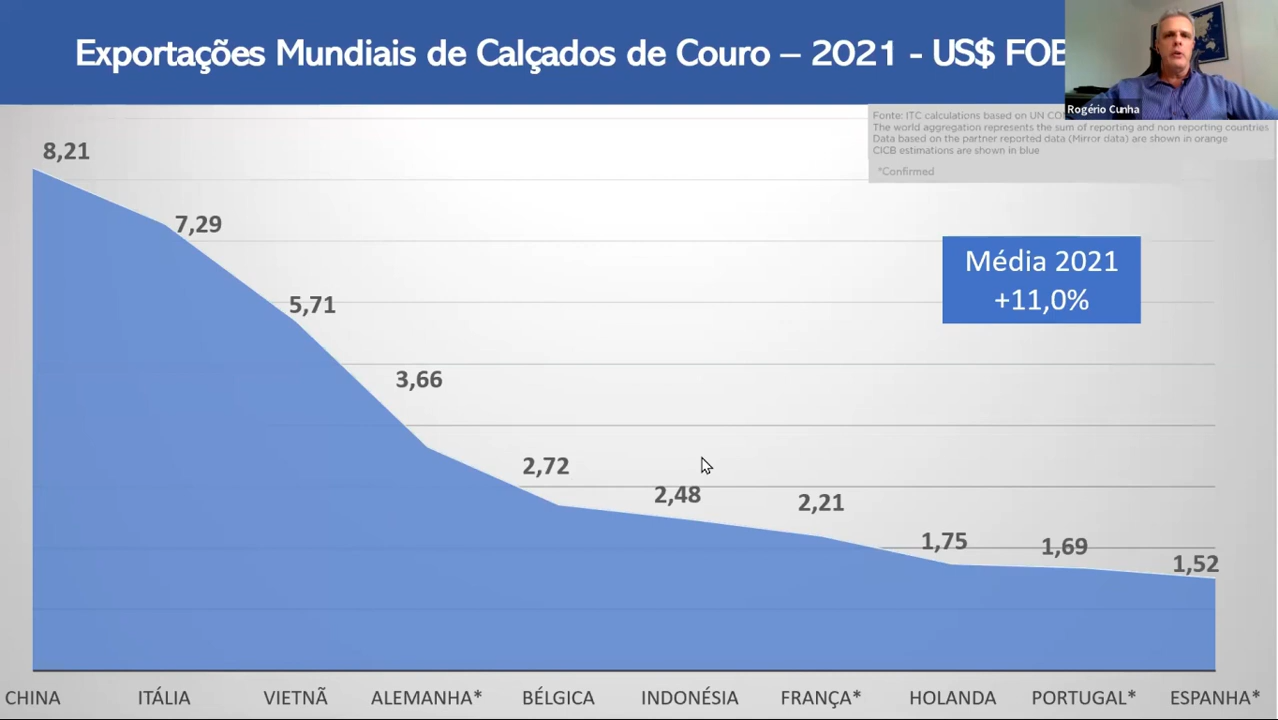 Exportações Mundiais de Calçados de Couro – 2021 - US$ FOB
Rogério Cunha
Fonte: ITC calculations based on UN
The world aggregation represents the sum of reporting and non reporting countries
Data based on the partner reported data (Mirror data) are shown in orange
CICB estimations are shown in blue
*Confirmed
8,21
7,29
5,71
3,66
2,72
2,48
2,21
1,75
1,69
1,52
Média 2021
+11,0%
CHINA ITÁLIA VIETNÃ ALEMANHA* BÉLGICA INDONÉSIA FRANÇA* HOLANDA PORTUGAL* ESPANHA*